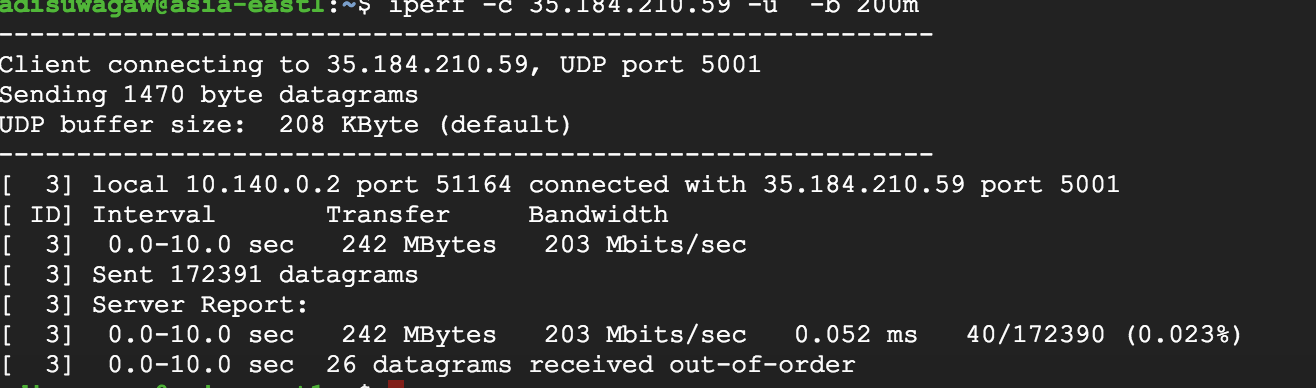 adisuwagaw@asia-east1:~$ iperf -c 35.184.210.59 -u  -b 200m
------------------------------------------------------------
Client connecting to 35.184.210.59, UDP port 5001
Sending 1470 byte datagrams
UDP buffer size:  208 KByte (default)
------------------------------------------------------------
[  3] local 10.140.0.2 port 51164 connected with 35.184.210.59 port 5001
[ ID] Interval       Transfer     Bandwidth
[  3]  0.0-10.0 sec   242 MBytes   203 Mbits/sec
[  3] Sent 172391 datagrams
[  3] Server Report:
[  3]  0.0-10.0 sec   242 MBytes   203 Mbits/sec   0.052 ms   40/172390 (0.023%)
[  3]  0.0-10.0 sec  26 datagrams received out-of-order